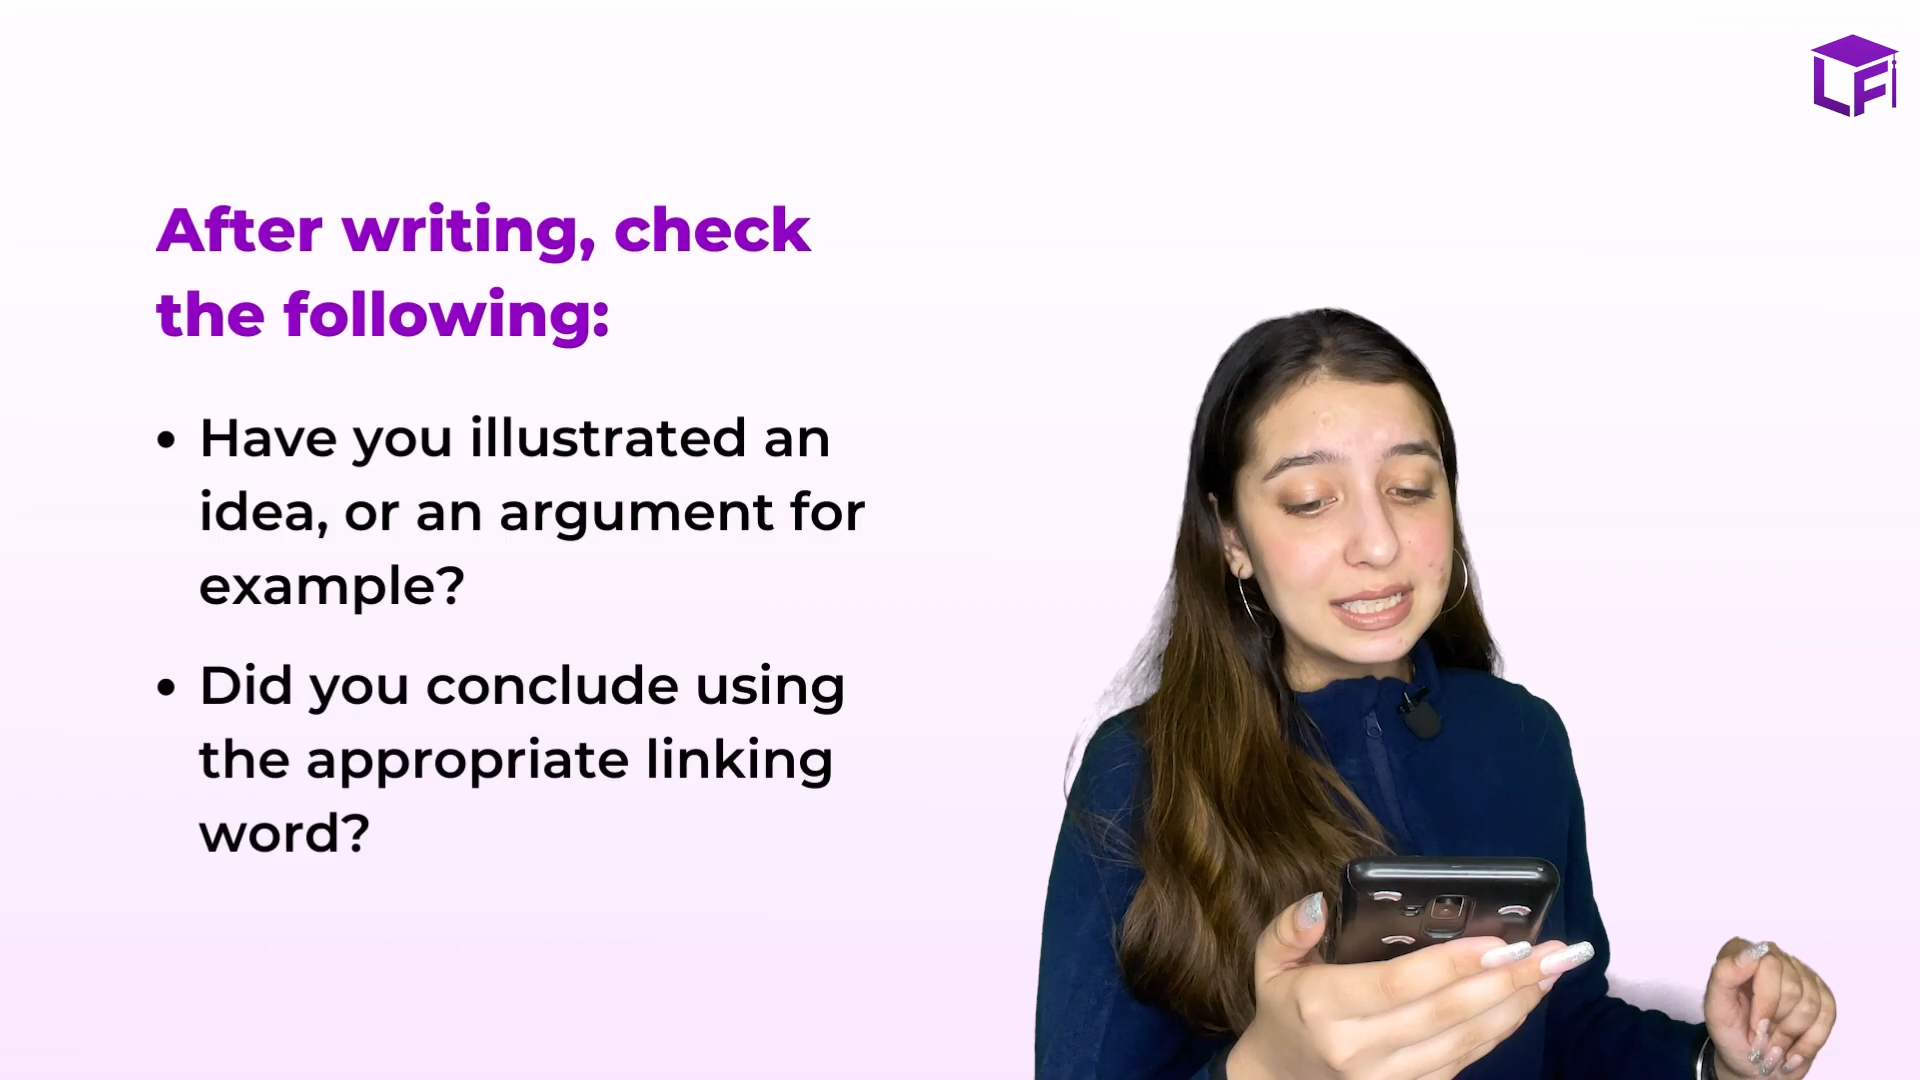 LF
After writing, check
the following:
• Have you illustrated an
idea, or an argument for
example?
• Did you conclude using
the appropriate linking
word?